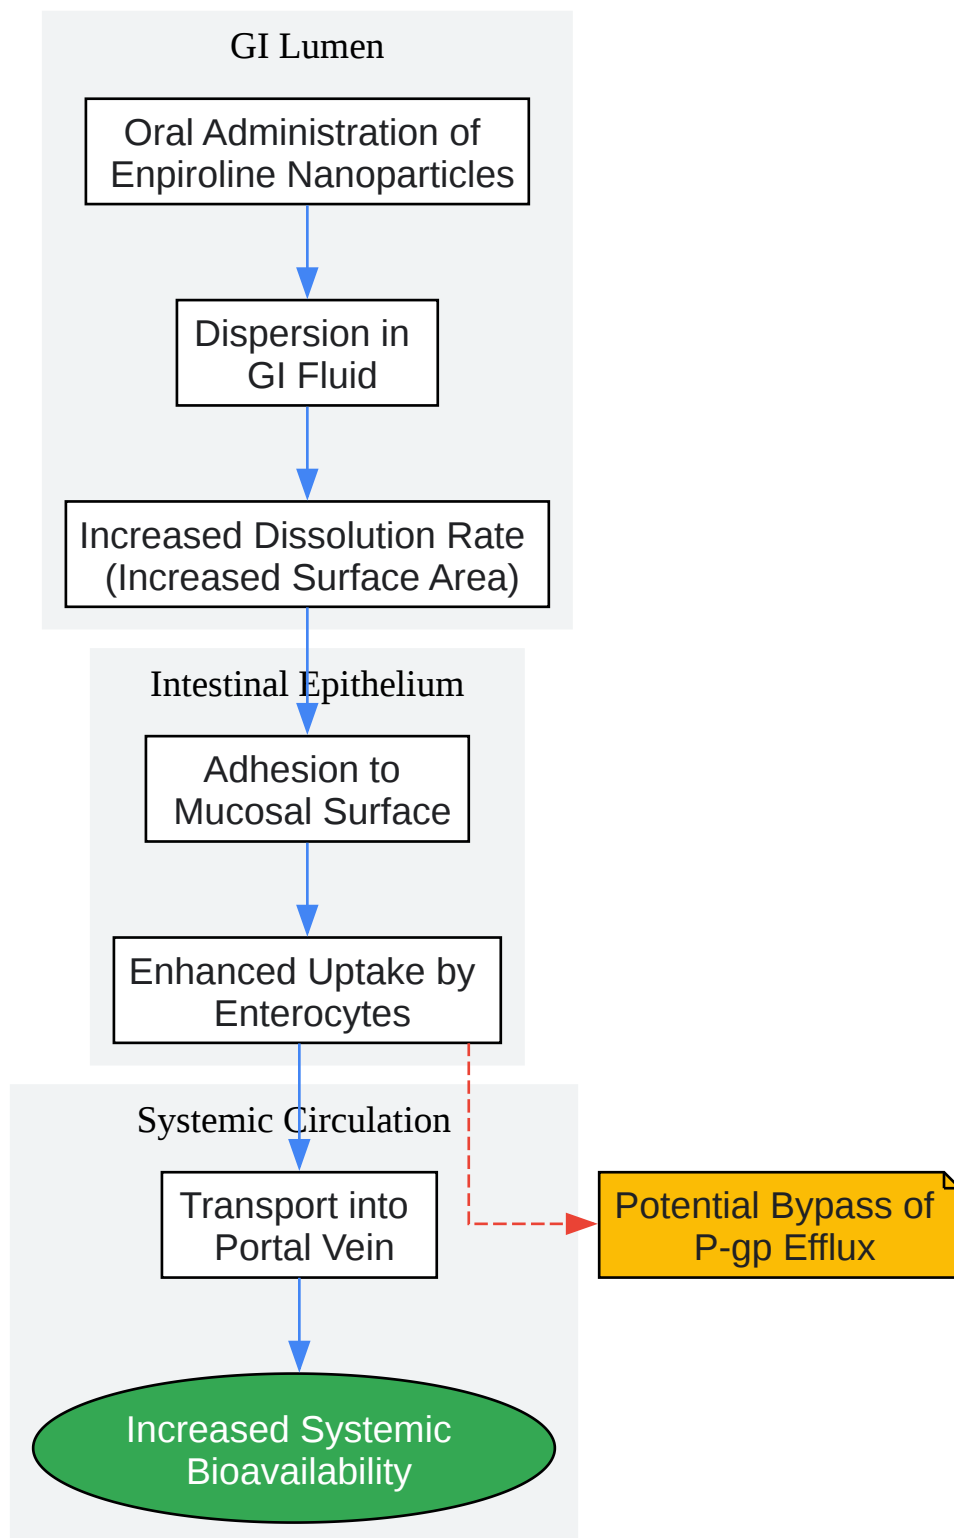 GI Lumen
Oral Administration of
Enpiroline Nanoparticles
Dispersion in
GI Fluid
Increased Dissolution Rate
(Increased Surface Area)
Intestinal Epithelium
Adhesion to
Mucosal Surface
Enhanced Uptake by
Enterocytes
Systemic Circulation
Transport into
Portal Vein
Potential Bypass of
P-gp Efflux
Increased Systemic
Bioavailability